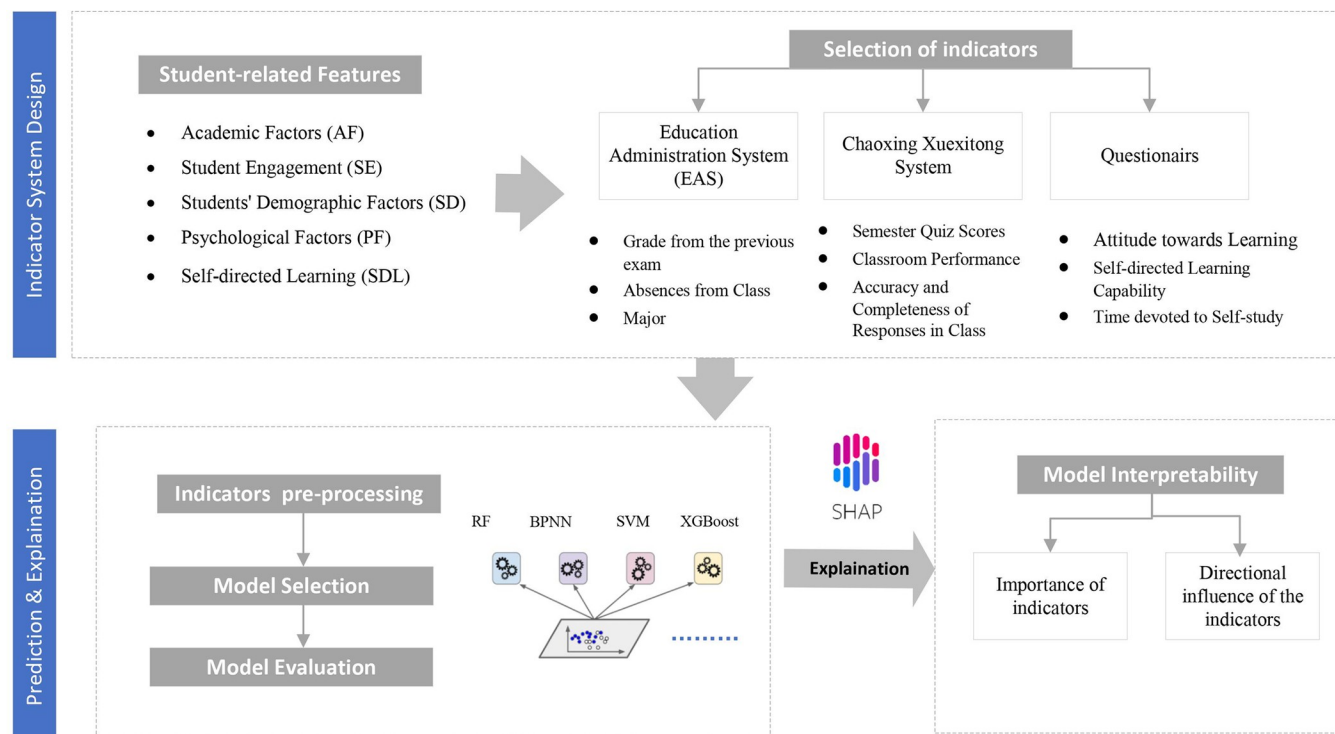 Indicator System Design
Student-related Features
• Academic Factors (AF)
• Student Engagement (SE)
• Students' Demographic Factors (SD)
• Psychological Factors (PF)
• Self-directed Learning (SDL)
Selection of indicators
Education
Administration System
(EAS)
• Grade from the previous
exam
• Absences from Class
• Major
Chaoxing Xuexitong
System
• Semester Quiz Scores
• Classroom Performance
• Accuracy and
Completeness of
Responses in Class
Questionairs
• Attitude towards Learning
• Self-directed Learning
Capability
• Time devoted to Self-study
Prediction & Explaination
Indicators pre-processing
Model Selection
Model Evaluation
RF
BPNN
SVM
XGBoost
SHAP
Explaination
Model Interpretability
Importance of
indicators
Directional
influence of the
indicators